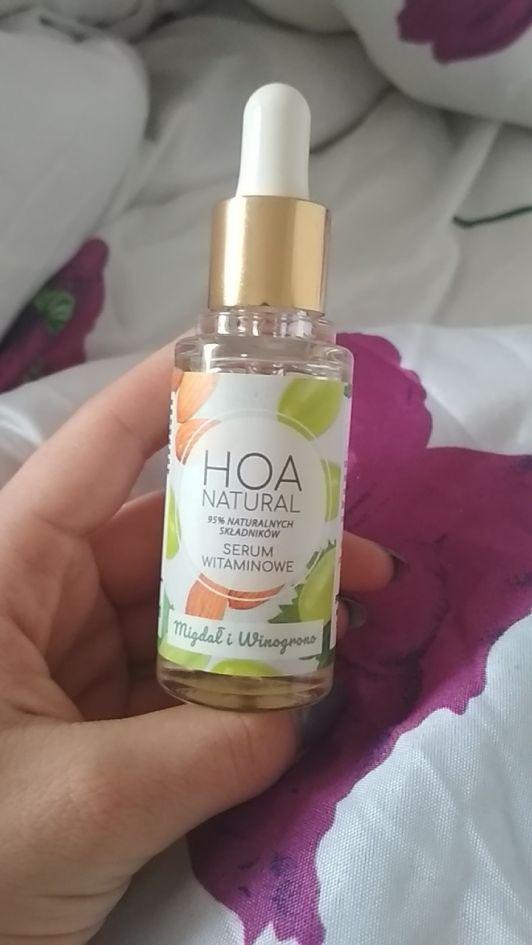 HOA
NATURAL
95% NATURALNYCH
SKŁADNIKÓW
SERUM
WITAMINOWE
Migdał i Winogrono